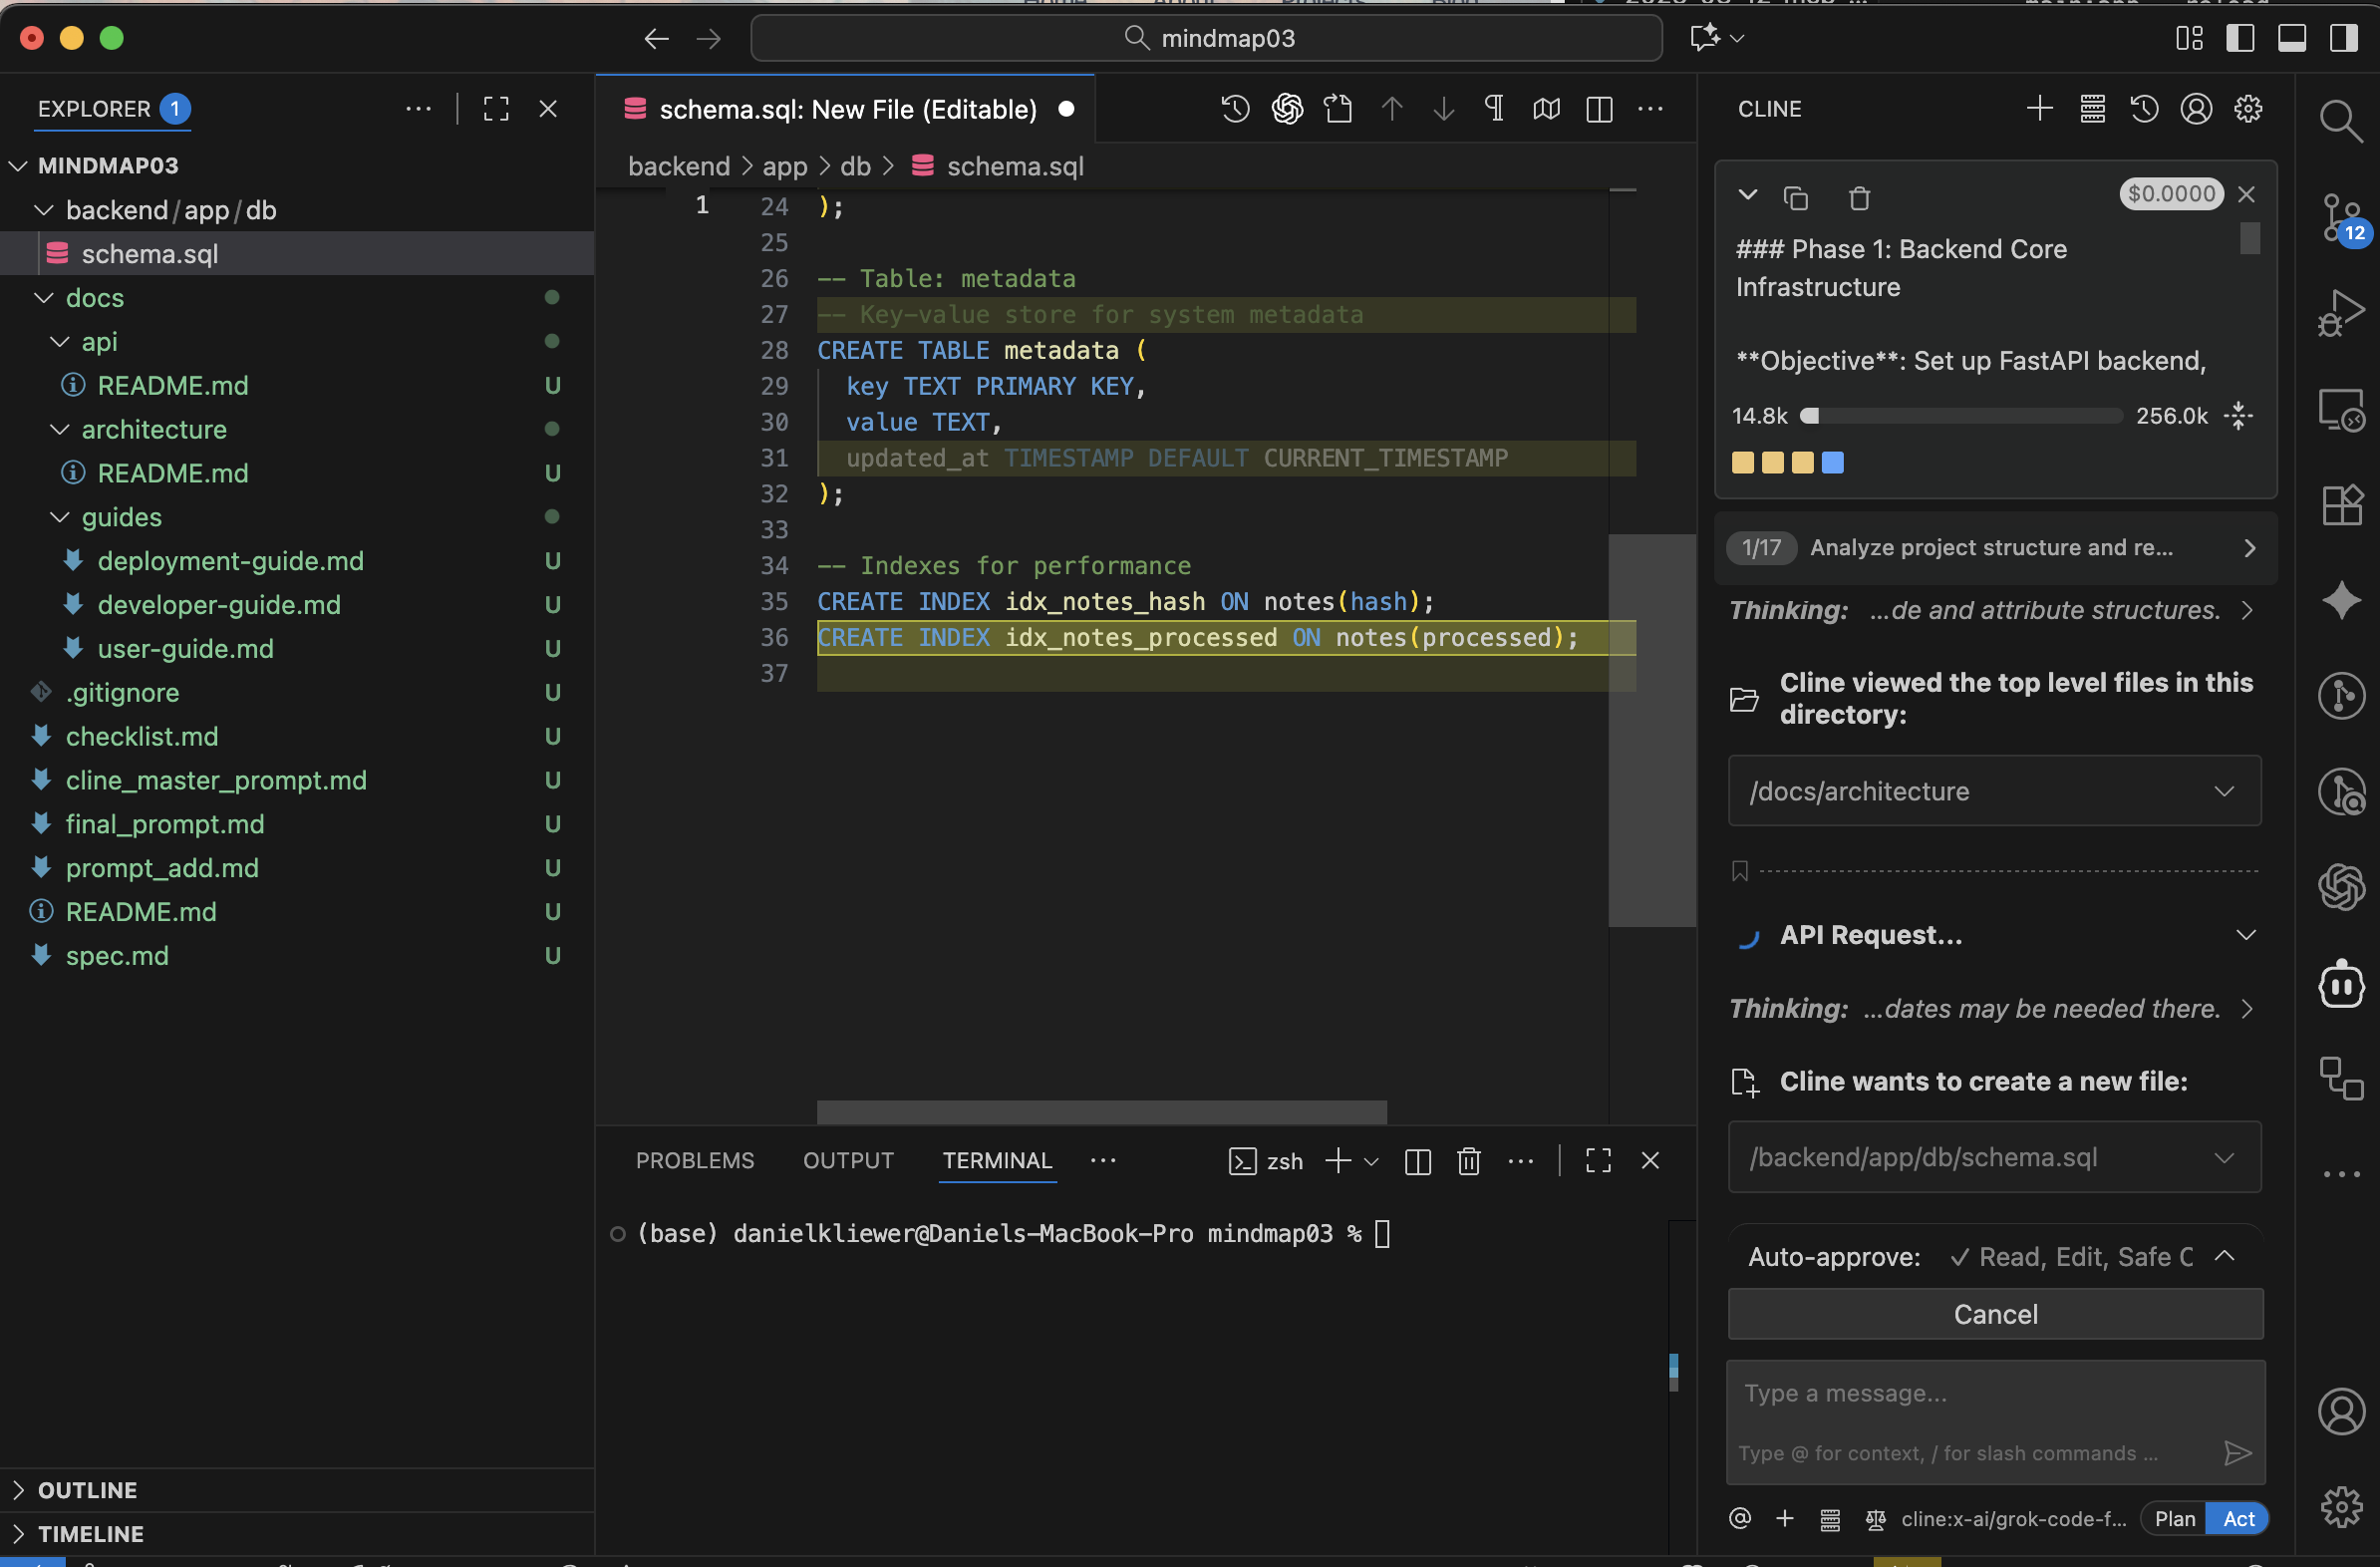 mindmap03
EXPLORER 1
MINDMAP03
backend/app/db
schema.sql
docs
api
README.md U
architecture
README.md U
guides
deployment-guide.md U
developer-guide.md U
user-guide.md U
.gitignore U
checklist.md U
cline_master_prompt.md U
final_prompt.md U
prompt_add.md U
README.md U
spec.md U
OUTLINE
TIMELINE
schema.sql: New File (Editable)
backend > app > db > schema.sql
1 24 );
25
26 -- Table: metadata
27 -- Key-value store for system metadata
28 CREATE TABLE metadata (
29 key TEXT PRIMARY KEY,
30 value TEXT,
31 updated_at TIMESTAMP DEFAULT CURRENT_TIMESTAMP
32 );
33
34 -- Indexes for performance
35 CREATE INDEX idx_notes_hash ON notes(hash);
36 CREATE INDEX idx_notes_processed ON notes(processed);
37
PROBLEMS OUTPUT TERMINAL ··· zsh
(base) danielkliewer@Daniels-MacBook-Pro mindmap03 %
CLINE
$0.0000
### Phase 1: Backend Core
Infrastructure
**Objective**: Set up FastAPI backend,
14.8k 256.0k
1/17 Analyze project structure and re...
Thinking: ...de and attribute structures.
Cline viewed the top level files in this
directory:
/docs/architecture
API Request...
Thinking: ...dates may be needed there.
Cline wants to create a new file:
/backend/app/db/schema.sql
Auto-approve: ✓ Read, Edit, Safe C
Cancel
Type a message...
Type @ for context, / for slash commands ...
cline:x-ai/grok-code-f... Plan Act
12